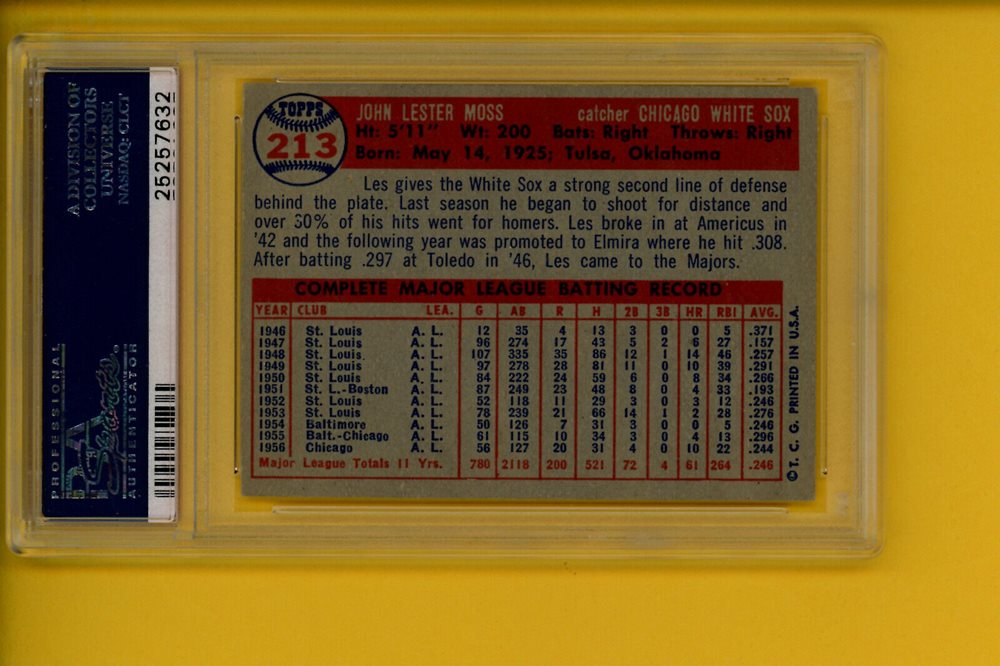 A DIVISION OF
COLLECTORS
UNIVERSE
NASDAQ: CLCT
25257632
PROFESSIONAL
PSA
Sports
AUTHENTICATOR
TOPPS
213
JOHN LESTER MOSS catcher CHICAGO WHITE SOX
Ht: 5'11" Wt: 200 Bats: Right Throws: Right
Born: May 14, 1925; Tulsa, Oklahoma
Les gives the White Sox a strong second line of defense
behind the plate. Last season he began to shoot for distance and
over 30% of his hits went for homers. Les broke in at Americus in
'42 and the following year was promoted to Elmira where he hit .308.
After batting .297 at Toledo in '46, Les came to the Majors.
COMPLETE MAJOR LEAGUE BATTING RECORD
YEAR CLUB LEA. G AB R H 2B 3B HR RBI AVG.
1946 St. Louis A. L. 12 35 4 13 3 0 0 5 .371
1947 St. Louis A. L. 96 274 17 43 5 2 6 27 .157
1948 St. Louis A. L. 107 335 35 86 12 1 14 46 .257
1949 St. Louis A. L. 97 278 28 81 11 0 10 39 .291
1950 St. Louis A. L. 84 222 24 59 6 0 8 34 .266
1951 St. L.-Boston A. L. 87 249 23 48 8 0 4 33 .193
1952 St. Louis A. L. 52 118 11 29 3 0 3 12 .246
1953 St. Louis A. L. 78 239 21 66 14 1 2 28 .276
1954 Baltimore A. L. 50 126 7 31 3 0 0 5 .246
1955 Balt.-Chicago A. L. 61 115 10 34 3 0 4 13 .296
1956 Chicago A. L. 56 127 20 31 4 0 10 22 .244
Major League Totals 11 Yrs. 780 2118 200 521 72 4 61 264 .246
© T. C. G. PRINTED IN U.S.A.